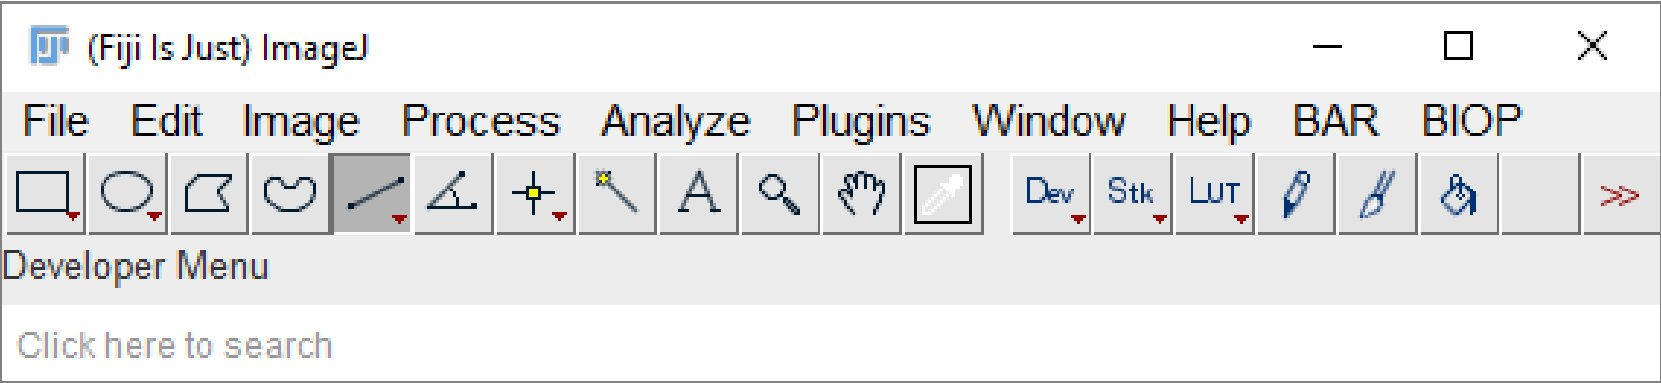 (Fiji Is Just) ImageJ
File Edit Image Process Analyze Plugins Window Help BAR BIOP
A Dev Stk LUT >>
Developer Menu
Click here to search